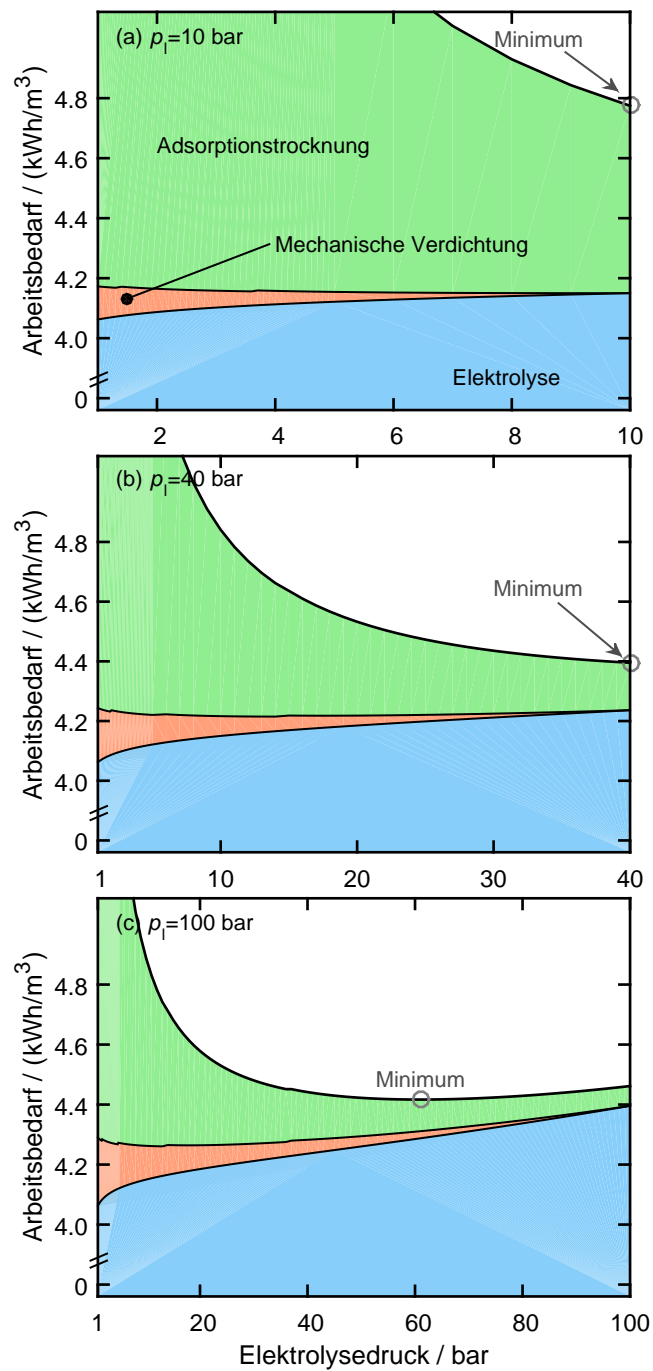 (a) pl=10 bar
Minimum
4.8
Adsorptionstrocknung
4.6
4.4
Mechanische Verdichtung
4.2
4.0
Elektrolyse
0
Arbeitsbedarf / (kWh/m³)
2 4 6 8 10
(b) pl=40 bar
4.8
Minimum
4.6
4.4
4.2
4.0
0
Arbeitsbedarf / (kWh/m³)
1 10 20 30 40
(c) pl=100 bar
4.8
4.6
Minimum
4.4
4.2
4.0
0
Arbeitsbedarf / (kWh/m³)
1 20 40 60 80 100
Elektrolysedruck / bar